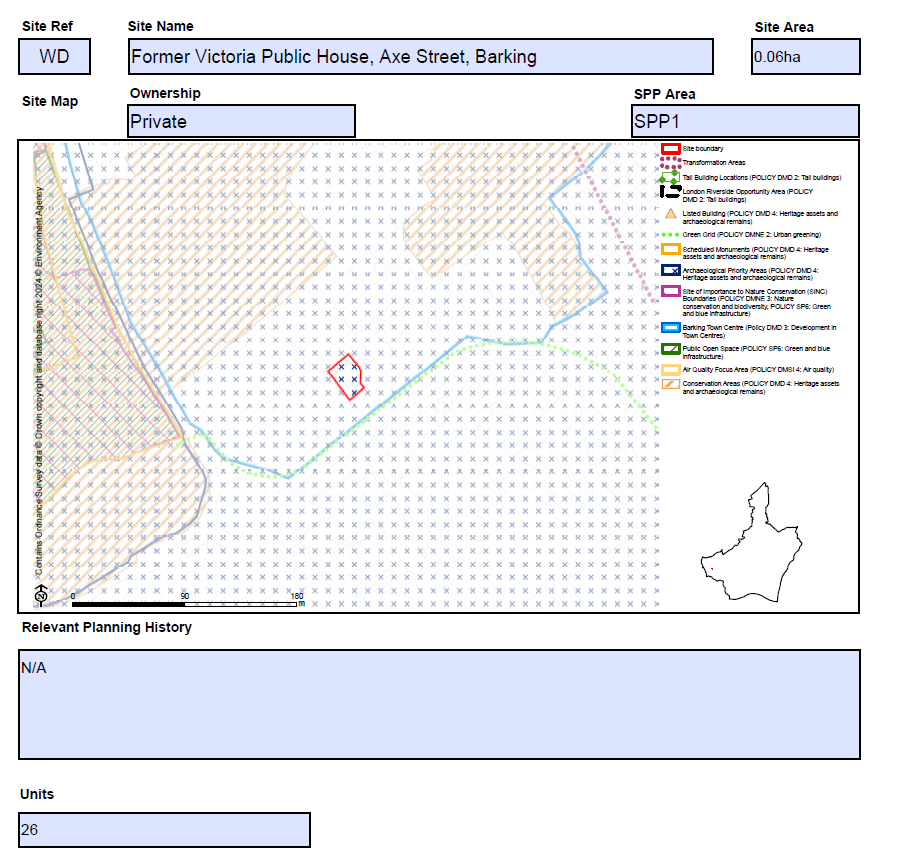 Site Ref
Site Name
Site Area
WD
Former Victoria Public House, Axe Street, Barking
0.06ha
Site Map
Ownership
SPP Area
Private
SPP1
Contains Ordnance Survey data © Crown copyright and database right 2024 © Environment Agency
Site boundary
Transformation Areas
Tall Building Locations (POLICY DMD 2: Tall buildings)
London Riverside Opportunity Area (POLICY
DMD 2: Tall buildings)
Listed Building (POLICY DMD 4: Heritage assets and
archaeological remains)
Green Grid (POLICY DMNE 2: Urban greening)
Scheduled Monuments (POLICY DMD 4: Heritage
assets and archaeological remains)
Archaeological Priority Areas (POLICY DMD 4:
Heritage assets and archaeological remains)
Site of Importance to Nature Conservation (SINC)
Boundaries (POLICY DMNE 3: Nature
conservation and biodiversity, POLICY SP6: Green
and blue infrastructure)
Barking Town Centre (Policy DMD 3: Development in
Town Centres)
Public Open Space (POLICY SP6: Green and blue
infrastructure)
Air Quality Focus Area (POLICY DMSI 4: Air quality)
Conservation Areas (POLICY DMD 4: Heritage assets
and archaeological remains)
N
0 90 180
m
Relevant Planning History
N/A
Units
26